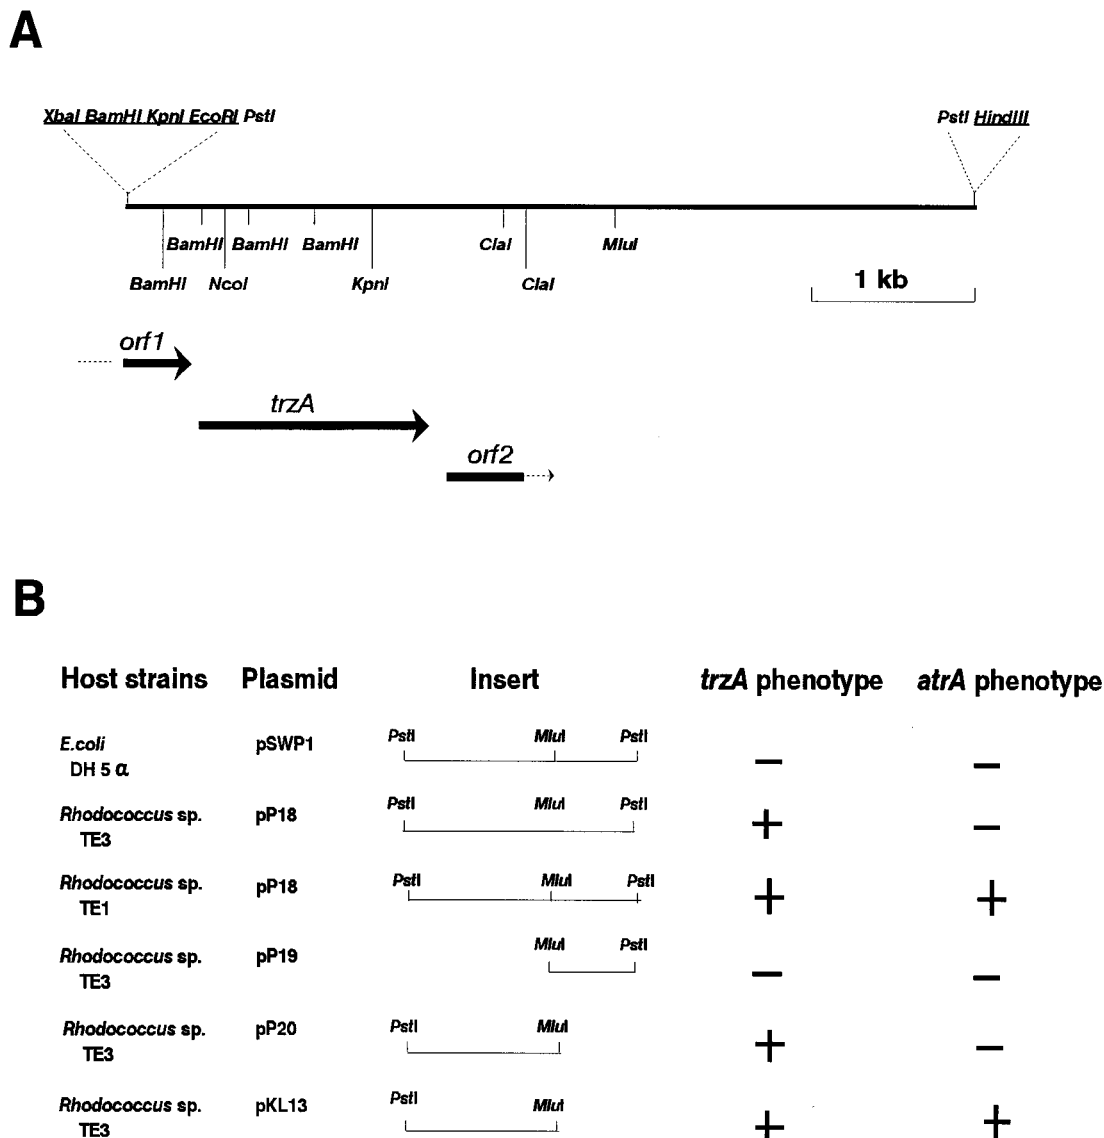 A
XbaI BamHI KpnI EcoRI PstI
PstI HindIII
BamHI BamHI BamHI ClaI MluI
BamHI NcoI KpnI ClaI
1 kb
orf1
trzA
orf2
B
Host strains Plasmid Insert trzA phenotype atrA phenotype
E.coli pSWP1 PstI MluI PstI
DH 5 α − −
Rhodococcus sp. pP18 PstI MluI PstI
TE3 + −
Rhodococcus sp. pP18 PstI MluI PstI
TE1 + +
Rhodococcus sp. pP19 MluI PstI
TE3 − −
Rhodococcus sp. pP20 PstI MluI
TE3 + −
Rhodococcus sp. pKL13 PstI MluI
TE3 + +